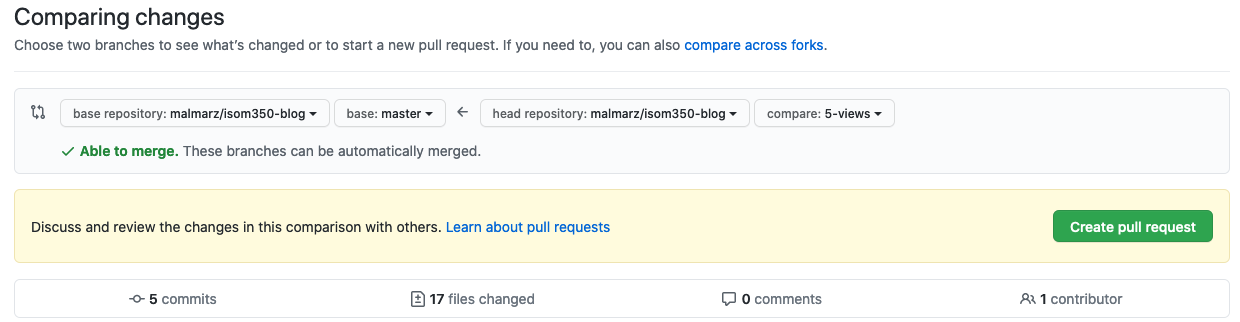 Comparing changes
Choose two branches to see what's changed or to start a new pull request. If you need to, you can also compare across forks.
base repository: malmarz/isom350-blog base: master head repository: malmarz/isom350-blog compare: 5-views
Able to merge. These branches can be automatically merged.
Discuss and review the changes in this comparison with others. Learn about pull requests Create pull request
5 commits 17 files changed 0 comments 1 contributor